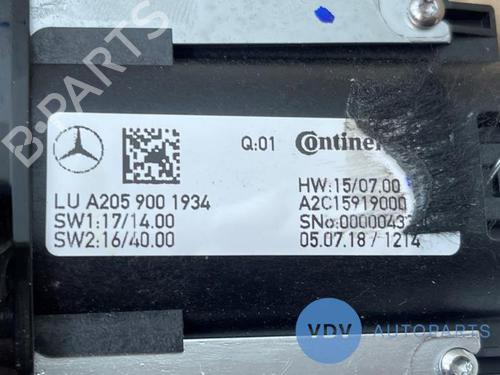 B-PARTS
Q:01
LU A205 900 1934
SW1:17/14.00
SW2:16/40.00
HW:15/07.00
A2C15919000
SNo:0000043
05.07.18 / 1214
VDV AUTOPARTS